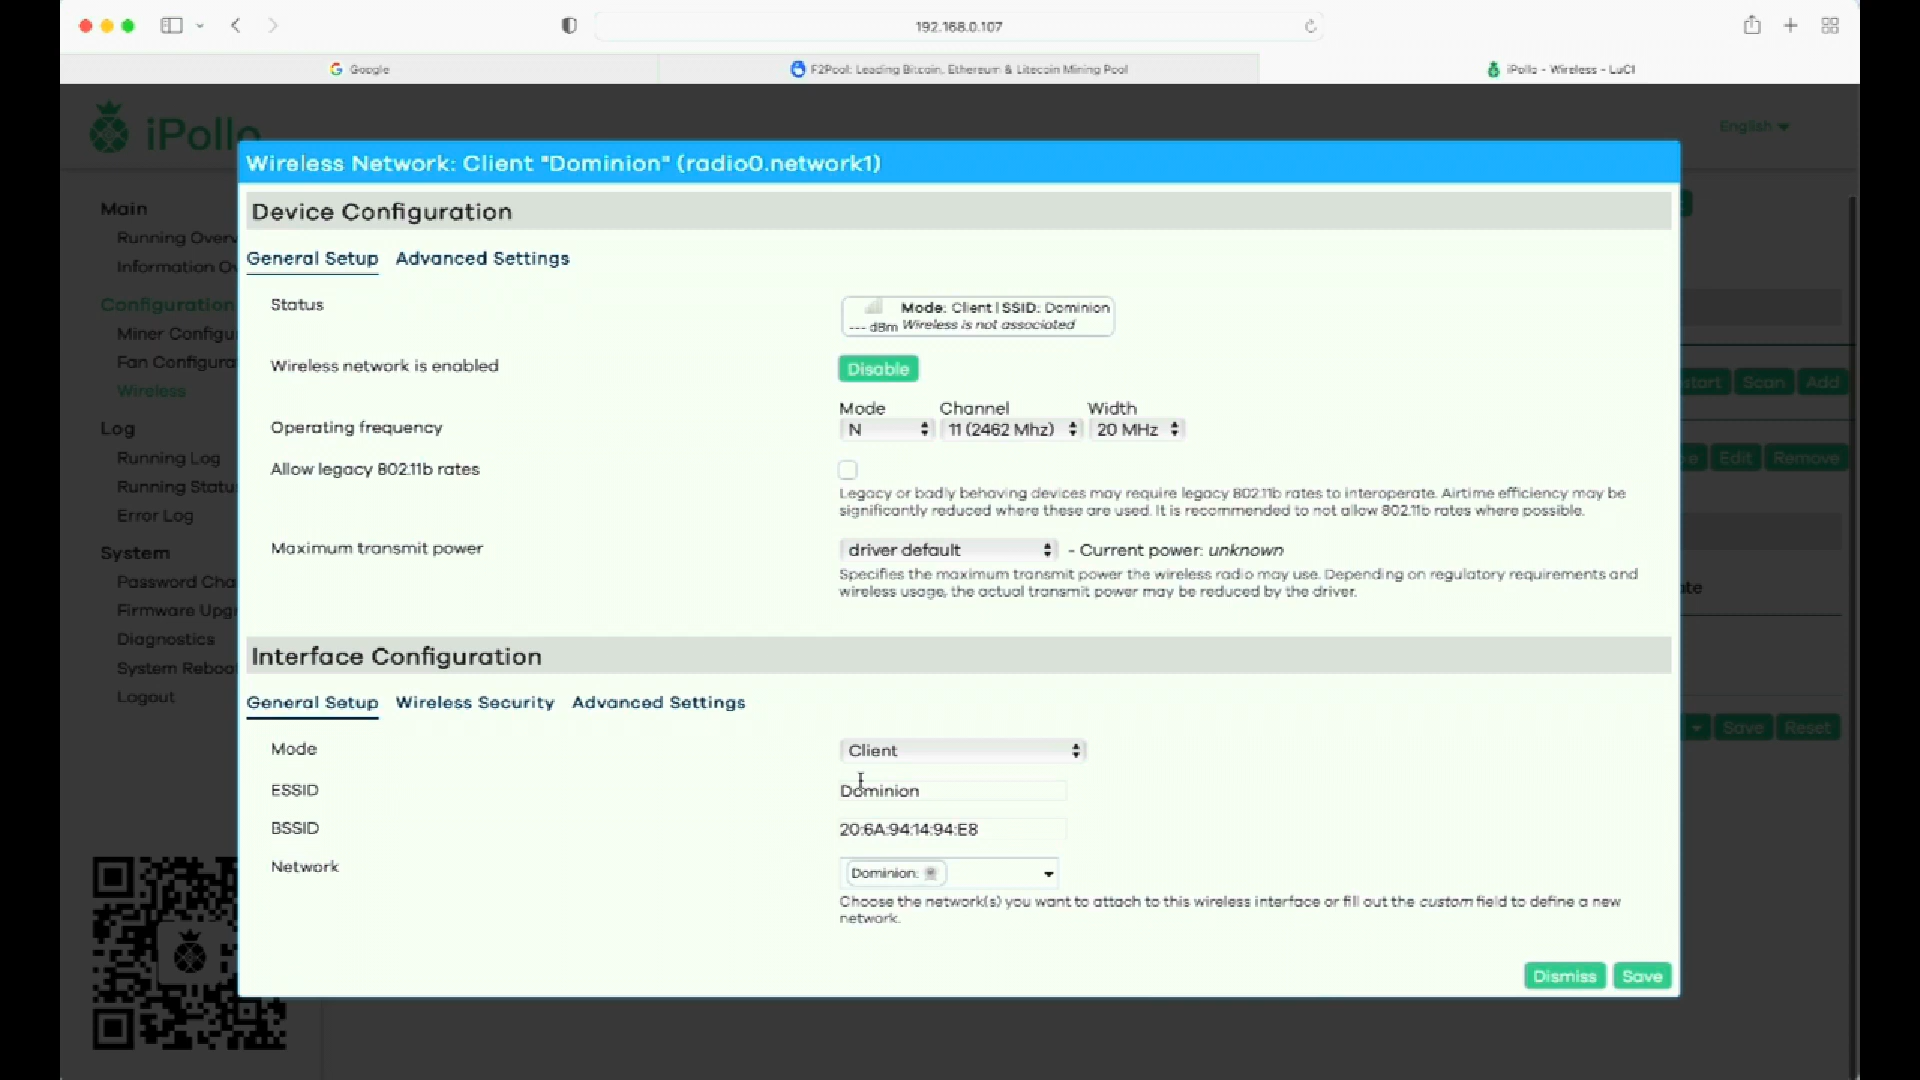 192.168.0.107
Google
F2Pool: Leading Bitcoin, Ethereum & Litecoin Mining Pool
iPollo - Wireless - LuCI
iPollo
English
Wireless Network: Client "Dominion" (radio0.network1)
Main
Running Overv
Information Ov
Configuration
Miner Configu
Fan Configura
Wireless
Log
Running Log
Running Statu
Error Log
System
Password Cha
Firmware Upgr
Diagnostics
System Reboo
Logout
Device Configuration
General Setup Advanced Settings
Status
Mode: Client | SSID: Dominion
--- dBm Wireless is not associated
Wireless network is enabled
Disable
Mode Channel Width
Operating frequency
N 11 (2462 Mhz) 20 MHz
Allow legacy 802.11b rates
Legacy or badly behaving devices may require legacy 802.11b rates to interoperate. Airtime efficiency may be
significantly reduced where these are used. It is recommended to not allow 802.11b rates where possible.
Maximum transmit power
driver default - Current power: unknown
Specifies the maximum transmit power the wireless radio may use. Depending on regulatory requirements and
wireless usage, the actual transmit power may be reduced by the driver.
Interface Configuration
General Setup Wireless Security Advanced Settings
Mode
Client
ESSID
Dominion
BSSID
20:6A:94:14:94:E8
Network
Dominion:
Choose the network(s) you want to attach to this wireless interface or fill out the custom field to define a new
network.
Dismiss Save
start Scan Add
e Edit Remove
te
Save Reset